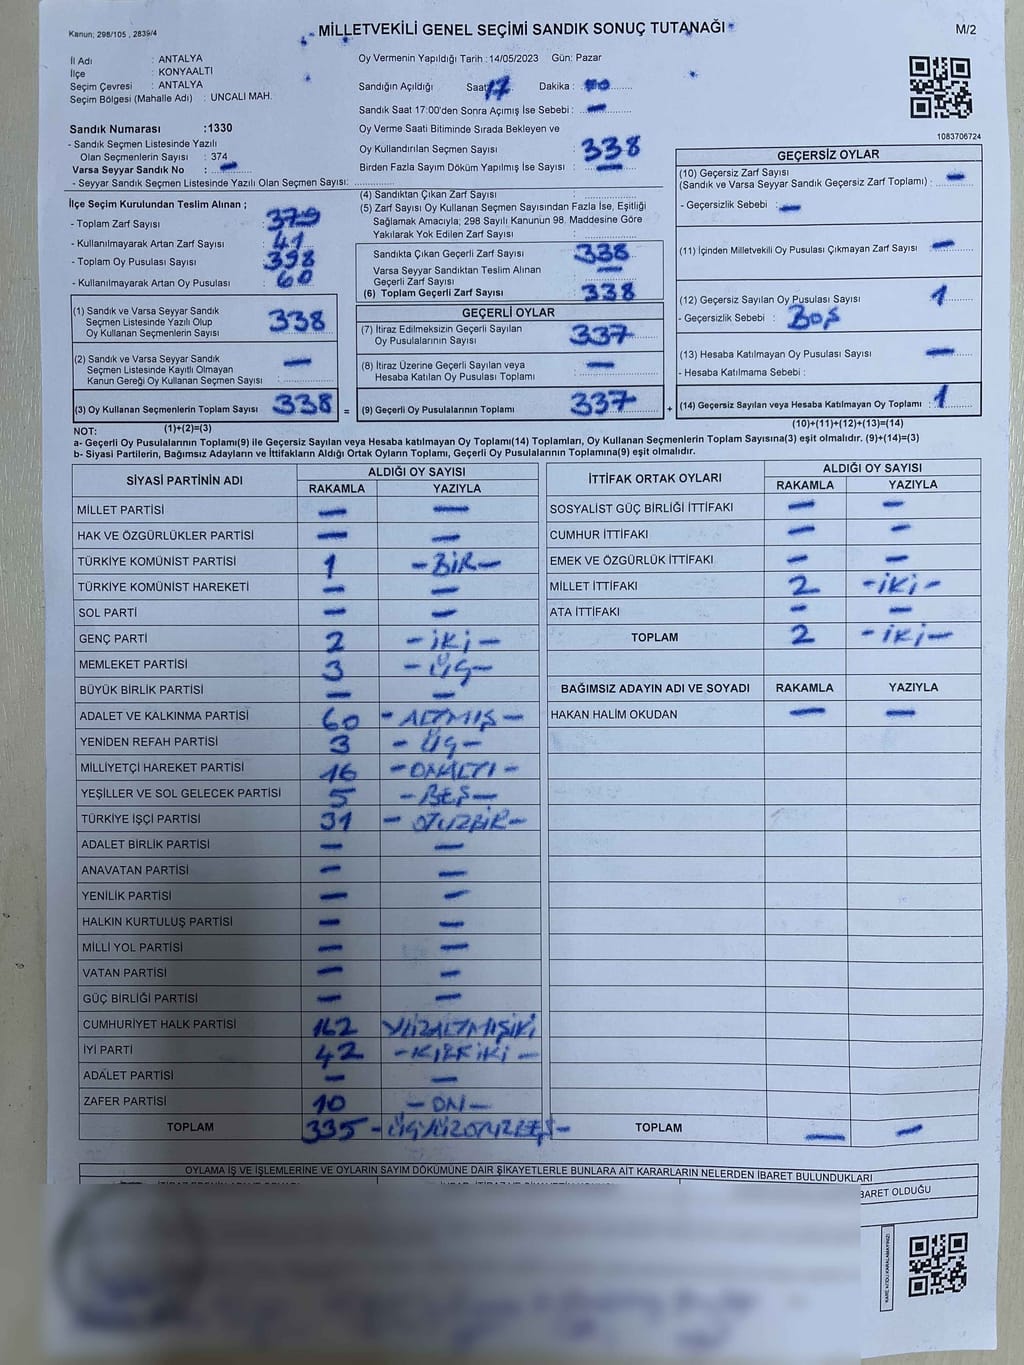 Kanun; 298/105 , 2839/4
MİLLETVEKİLİ GENEL SEÇİMİ SANDIK SONUÇ TUTANAĞI
M/2
İl Adı : ANTALYA
İlçe : KONYAALTI
Seçim Çevresi : ANTALYA
Seçim Bölgesi (Mahalle Adı) : UNCALI MAH.
Sandık Numarası :1330
- Sandık Seçmen Listesinde Yazılı
Olan Seçmenlerin Sayısı : 374
Varsa Seyyar Sandık No : —
- Seyyar Sandık Seçmen Listesinde Yazılı Olan Seçmen Sayısı:
Oy Vermenin Yapıldığı Tarih :14/05/2023 Gün: Pazar
Sandığın Açıldığı Saat 17 Dakika :
Sandık Saat 17:00'den Sonra Açımış İse Sebebi : —
Oy Verme Saati Bitiminde Sırada Bekleyen ve
Oy Kullandırılan Seçmen Sayısı : 338
Birden Fazla Sayım Döküm Yapılmış İse Sayısı : —
1083706724
İlçe Seçim Kurulundan Teslim Alınan ;
- Toplam Zarf Sayısı : 379
- Kullanılmayarak Artan Zarf Sayısı : 41
- Toplam Oy Pusulası Sayısı : 398
- Kullanılmayarak Artan Oy Pusulası : 60
(1) Sandık ve Varsa Seyyar Sandık
Seçmen Listesinde Yazılı Olup
Oy Kullanan Seçmenlerin Sayısı : 338
(2) Sandık ve Varsa Seyyar Sandık
Seçmen Listesinde Kayıtlı Olmayan
Kanun Gereği Oy Kullanan Seçmen Sayısı : —
(3) Oy Kullanan Seçmenlerin Toplam Sayısı 338 =
(1)+(2)=(3)
(4) Sandıktan Çıkan Zarf Sayısı :
(5) Zarf Sayısı Oy Kullanan Seçmen Sayısından Fazla İse, Eşitliği
Sağlamak Amacıyla; 298 Sayılı Kanunun 98. Maddesine Göre
Yakılarak Yok Edilen Zarf Sayısı :
Sandıkta Çıkan Geçerli Zarf Sayısı : 338
Varsa Seyyar Sandıktan Teslim Alınan
Geçerli Zarf Sayısı : —
(6) Toplam Geçerli Zarf Sayısı : 338
GEÇERLİ OYLAR
(7) İtiraz Edilmeksizin Geçerli Sayılan
Oy Pusulalarının Sayısı : 337
(8) İtiraz Üzerine Geçerli Sayılan veya
Hesaba Katılan Oy Pusulası Toplamı : —
(9) Geçerli Oy Pusulalarının Toplamı : 337 +
GEÇERSİZ OYLAR
(10) Geçersiz Zarf Sayısı
(Sandık ve Varsa Seyyar Sandık Geçersiz Zarf Toplamı) : —
- Geçersizlik Sebebi : —
(11) İçinden Milletvekili Oy Pusulası Çıkmayan Zarf Sayısı : —
(12) Geçersiz Sayılan Oy Pusulası Sayısı : 1
- Geçersizlik Sebebi : BOŞ
(13) Hesaba Katılmayan Oy Pusulası Sayısı : —
- Hesaba Katılmama Sebebi :
(14) Geçersiz Sayılan veya Hesaba Katılmayan Oy Toplamı : 1
(10)+(11)+(12)+(13)=(14)
NOT:
a- Geçerli Oy Pusulalarının Toplamı(9) ile Geçersiz Sayılan veya Hesaba katılmayan Oy Toplamı(14) Toplamları, Oy Kullanan Seçmenlerin Toplam Sayısına(3) eşit olmalıdır. (9)+(14)=(3)
b- Siyasi Partilerin, Bağımsız Adayların ve İttifakların Aldığı Ortak Oyların Toplamı, Geçerli Oy Pusulalarının Toplamına(9) eşit olmalıdır.
SİYASİ PARTİNİN ADI ALDIĞI OY SAYISI
RAKAMLA YAZIYLA
MİLLET PARTİSİ — —
HAK VE ÖZGÜRLÜKLER PARTİSİ — —
TÜRKİYE KOMÜNİST PARTİSİ 1 -BİR-
TÜRKİYE KOMÜNİST HAREKETİ — —
SOL PARTİ — —
GENÇ PARTİ 2 -İKİ-
MEMLEKET PARTİSİ 3 -ÜÇ-
BÜYÜK BİRLİK PARTİSİ — —
ADALET VE KALKINMA PARTİSİ 60 -ALTMIŞ-
YENİDEN REFAH PARTİSİ 3 -ÜÇ-
MİLLİYETÇİ HAREKET PARTİSİ 16 -ONALTI-
YEŞİLLER VE SOL GELECEK PARTİSİ 5 -BEŞ-
TÜRKİYE İŞÇİ PARTİSİ 31 -OTUZBİR-
ADALET BİRLİK PARTİSİ — —
ANAVATAN PARTİSİ — —
YENİLİK PARTİSİ — —
HALKIN KURTULUŞ PARTİSİ — —
MİLLİ YOL PARTİSİ — —
VATAN PARTİSİ — —
GÜÇ BİRLİĞİ PARTİSİ — —
CUMHURİYET HALK PARTİSİ 162 YÜZALTMIŞİKİ
İYİ PARTİ 42 -KIRKİKİ-
ADALET PARTİSİ — —
ZAFER PARTİSİ 10 -ON-
TOPLAM 335 -ÜÇYÜZOTUZBEŞ-
İTTİFAK ORTAK OYLARI ALDIĞI OY SAYISI
RAKAMLA YAZIYLA
SOSYALİST GÜÇ BİRLİĞİ İTTİFAKI — —
CUMHUR İTTİFAKI — —
EMEK VE ÖZGÜRLÜK İTTİFAKI — —
MİLLET İTTİFAKI 2 -İKİ-
ATA İTTİFAKI — —
TOPLAM 2 -İKİ-
BAĞIMSIZ ADAYIN ADI VE SOYADI RAKAMLA YAZIYLA
HAKAN HALİM OKUDAN — —
TOPLAM — —
OYLAMA İŞ VE İŞLEMLERİNE VE OYLARIN SAYIM DÖKÜMÜNE DAİR ŞİKAYETLERLE BUNLARA AİT KARARLARIN NELERDEN İBARET BULUNDUKLARI
BARET OLDUĞU